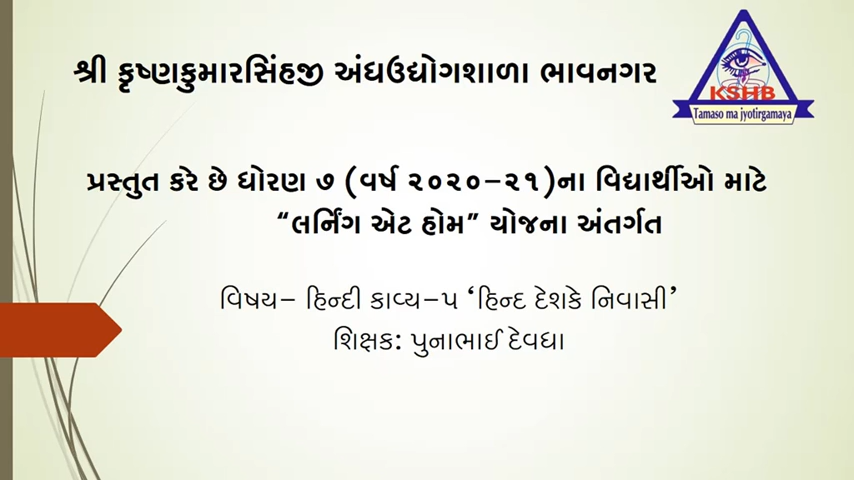 શ્રી કૃષ્ણકુમારસિંહજી અંધઉદ્યોગશાળા ભાવનગર
KSHB
Tamaso ma jyotirgamaya
પ્રસ્તુત કરે છે ધોરણ ૭ (વર્ષ ૨૦૨૦-૨૧)ના વિદ્યાર્થીઓ માટે
“લર્નિંગ એટ હોમ” યોજના અંતર્ગત
વિષય- હિન્દી કાવ્ય-૫ ‘હિન્દ દેશકે નિવાસી’
શિક્ષક: પુનાભાઈ દેવધા